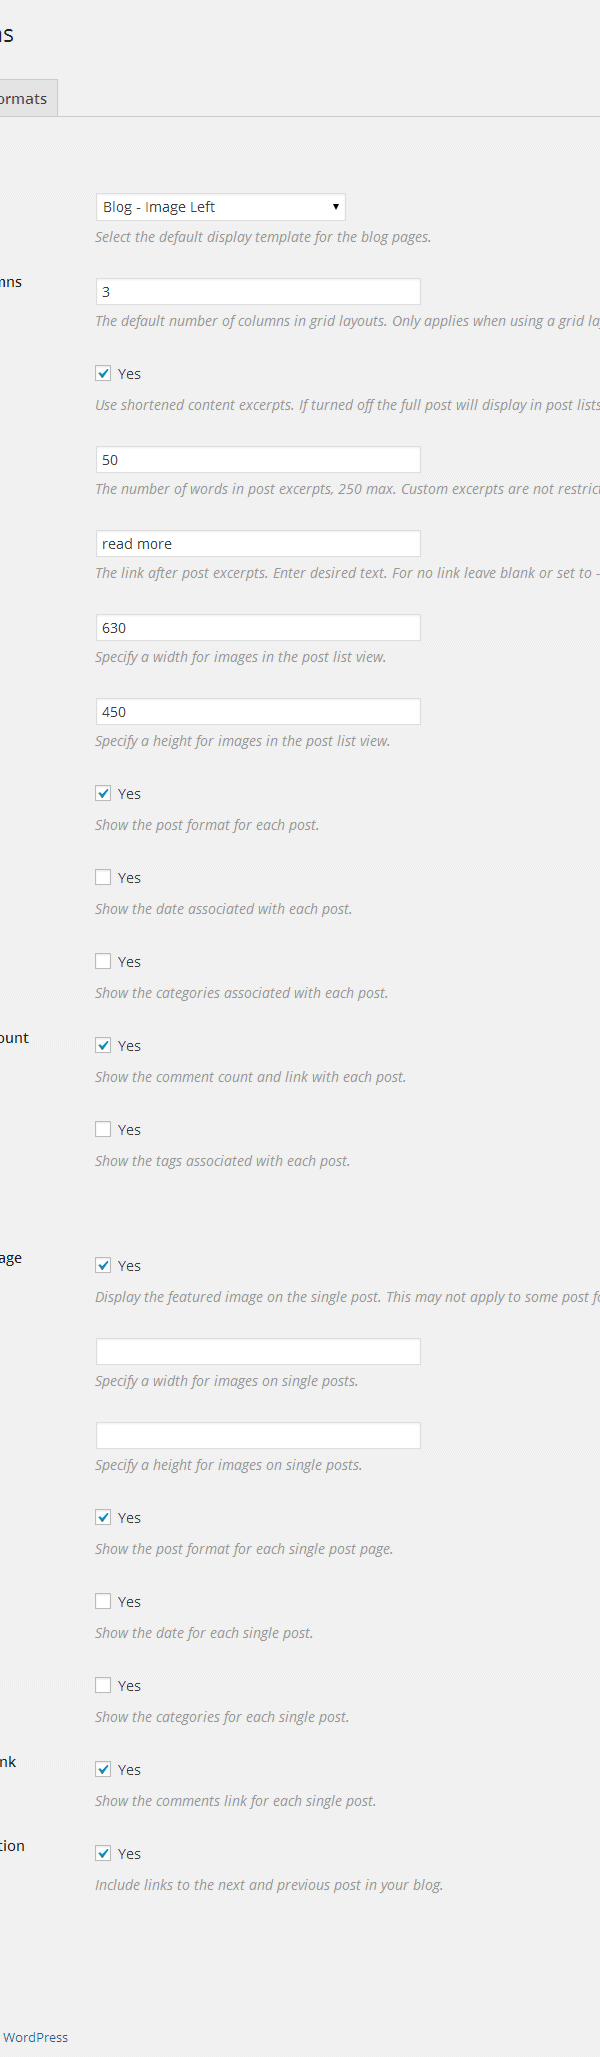 ns
ormats
Blog - Image Left
Select the default display template for the blog pages.
mns
3
The default number of columns in grid layouts. Only applies when using a grid la
Yes
Use shortened content excerpts. If turned off the full post will display in post lists
50
The number of words in post excerpts, 250 max. Custom excerpts are not restrict
read more
The link after post excerpts. Enter desired text. For no link leave blank or set to -
630
Specify a width for images in the post list view.
450
Specify a height for images in the post list view.
Yes
Show the post format for each post.
Yes
Show the date associated with each post.
Yes
Show the categories associated with each post.
ount
Yes
Show the comment count and link with each post.
Yes
Show the tags associated with each post.
age
Yes
Display the featured image on the single post. This may not apply to some post fo
Specify a width for images on single posts.
Specify a height for images on single posts.
Yes
Show the post format for each single post page.
Yes
Show the date for each single post.
Yes
Show the categories for each single post.
nk
Yes
Show the comments link for each single post.
tion
Yes
Include links to the next and previous post in your blog.
WordPress